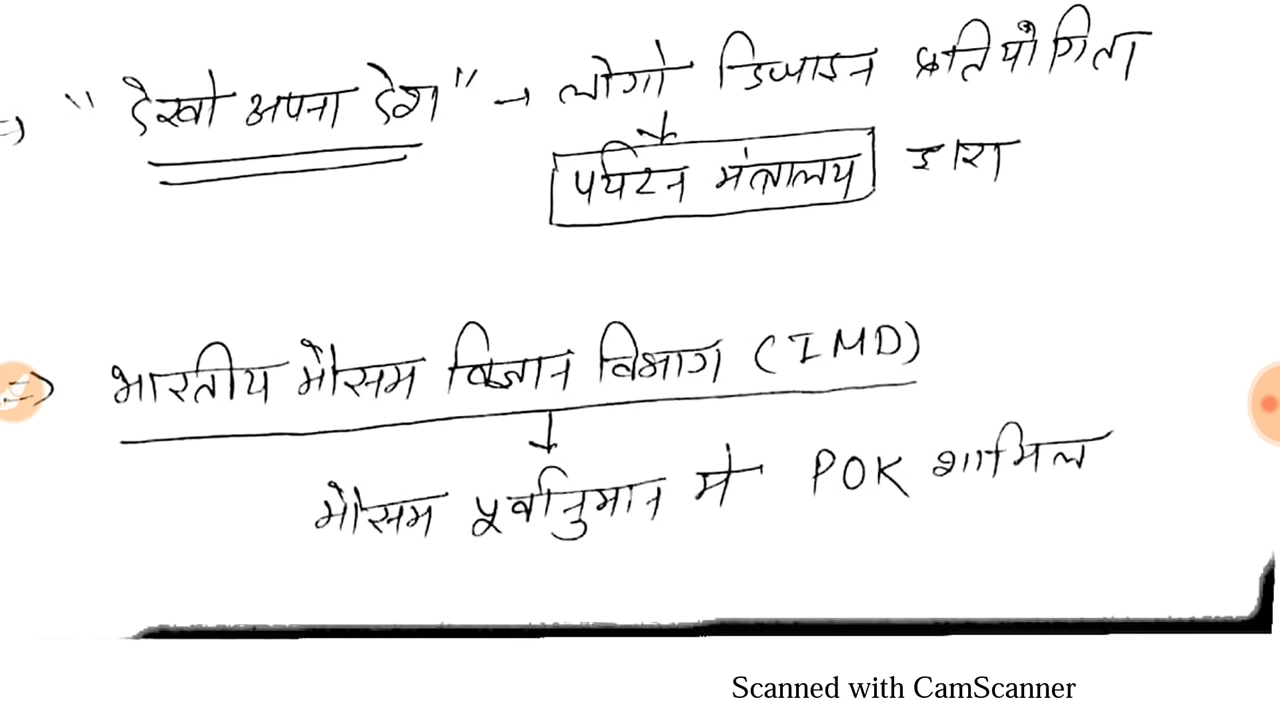 ⇒ "देखो अपना देश" → लोगो डिजाइन प्रतियोगिता
↓
पर्यटन मंत्रालय द्वारा
⇒ भारतीय मौसम विज्ञान विभाग (IMD)
↓
मौसम पूर्वानुमान में POK शामिल
Scanned with CamScanner